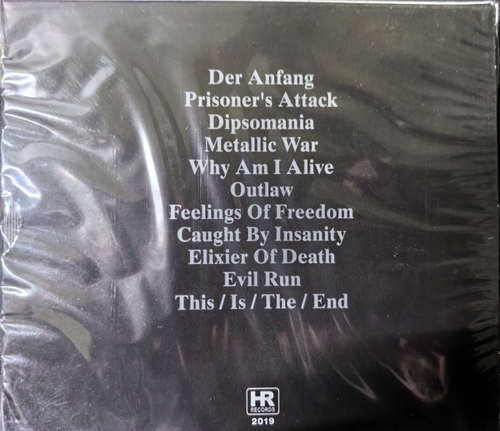 Der Anfang
Prisoner's Attack
Dipsomania
Metallic War
Why Am I Alive
Outlaw
Feelings Of Freedom
Caught By Insanity
Elixier Of Death
Evil Run
This / Is / The / End
HR
RECORDS
2019